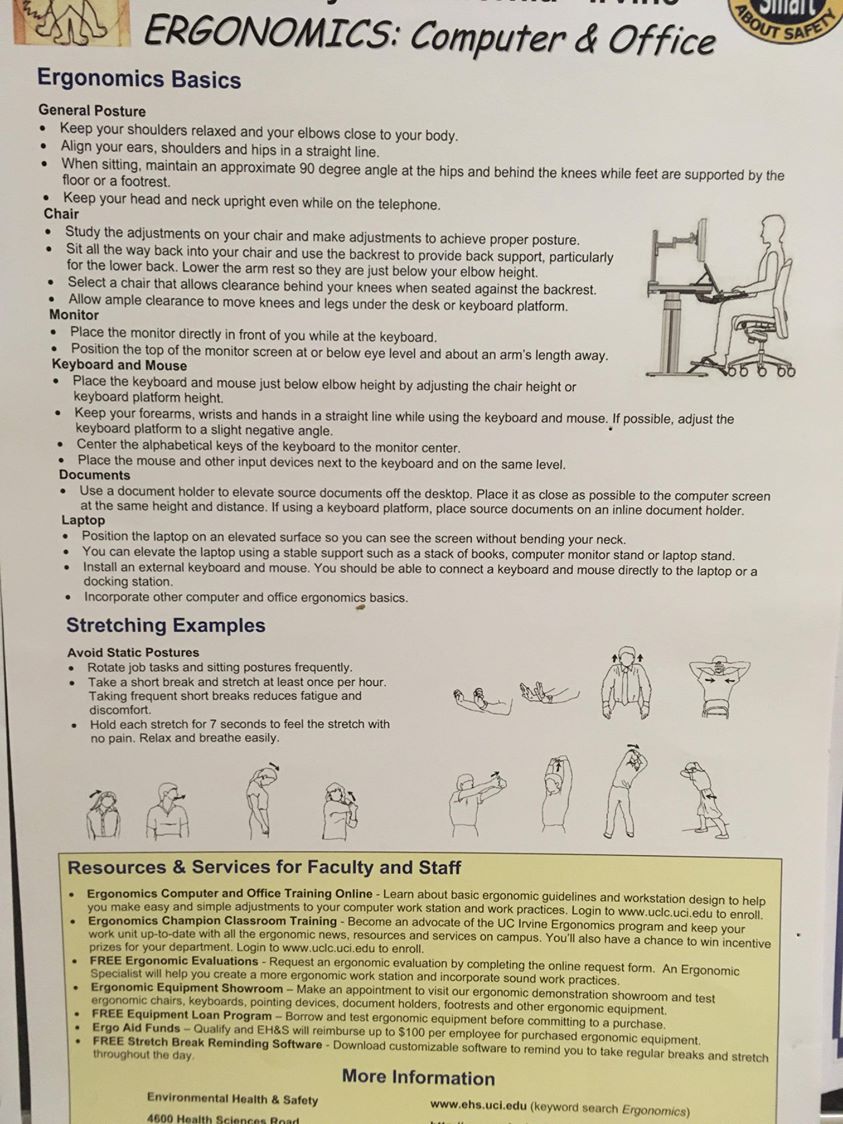 Irvine
Smart
ABOUT SAFETY
ERGONOMICS: Computer & Office
Ergonomics Basics
General Posture
• Keep your shoulders relaxed and your elbows close to your body.
• Align your ears, shoulders and hips in a straight line.
• When sitting, maintain an approximate 90 degree angle at the hips and behind the knees while feet are supported by the
floor or a footrest.
• Keep your head and neck upright even while on the telephone.
Chair
• Study the adjustments on your chair and make adjustments to achieve proper posture.
• Sit all the way back into your chair and use the backrest to provide back support, particularly
for the lower back. Lower the arm rest so they are just below your elbow height.
• Select a chair that allows clearance behind your knees when seated against the backrest.
• Allow ample clearance to move knees and legs under the desk or keyboard platform.
Monitor
• Place the monitor directly in front of you while at the keyboard.
• Position the top of the monitor screen at or below eye level and about an arm's length away.
Keyboard and Mouse
• Place the keyboard and mouse just below elbow height by adjusting the chair height or
keyboard platform height.
• Keep your forearms, wrists and hands in a straight line while using the keyboard and mouse. If possible, adjust the
keyboard platform to a slight negative angle.
• Center the alphabetical keys of the keyboard to the monitor center.
• Place the mouse and other input devices next to the keyboard and on the same level.
Documents
• Use a document holder to elevate source documents off the desktop. Place it as close as possible to the computer screen
at the same height and distance. If using a keyboard platform, place source documents on an inline document holder.
Laptop
• Position the laptop on an elevated surface so you can see the screen without bending your neck.
• You can elevate the laptop using a stable support such as a stack of books, computer monitor stand or laptop stand.
• Install an external keyboard and mouse. You should be able to connect a keyboard and mouse directly to the laptop or a
docking station.
• Incorporate other computer and office ergonomics basics.
Stretching Examples
Avoid Static Postures
• Rotate job tasks and sitting postures frequently.
• Take a short break and stretch at least once per hour.
Taking frequent short breaks reduces fatigue and
discomfort.
• Hold each stretch for 7 seconds to feel the stretch with
no pain. Relax and breathe easily.
Resources & Services for Faculty and Staff
• Ergonomics Computer and Office Training Online - Learn about basic ergonomic guidelines and workstation design to help
you make easy and simple adjustments to your computer work station and work practices. Login to www.uclc.uci.edu to enroll.
• Ergonomics Champion Classroom Training - Become an advocate of the UC Irvine Ergonomics program and keep your
work unit up-to-date with all the ergonomic news, resources and services on campus. You'll also have a chance to win incentive
prizes for your department. Login to www.uclc.uci.edu to enroll.
• FREE Ergonomic Evaluations - Request an ergonomic evaluation by completing the online request form. An Ergonomic
Specialist will help you create a more ergonomic work station and incorporate sound work practices.
• Ergonomic Equipment Showroom – Make an appointment to visit our ergonomic demonstration showroom and test
ergonomic chairs, keyboards, pointing devices, document holders, footrests and other ergonomic equipment.
• FREE Equipment Loan Program – Borrow and test ergonomic equipment before committing to a purchase.
• Ergo Aid Funds – Qualify and EH&S will reimburse up to $100 per employee for purchased ergonomic equipment.
• FREE Stretch Break Reminding Software - Download customizable software to remind you to take regular breaks and stretch
throughout the day.
More Information
Environmental Health & Safety
www.ehs.uci.edu (keyword search Ergonomics)
4600 Health Sciences Road